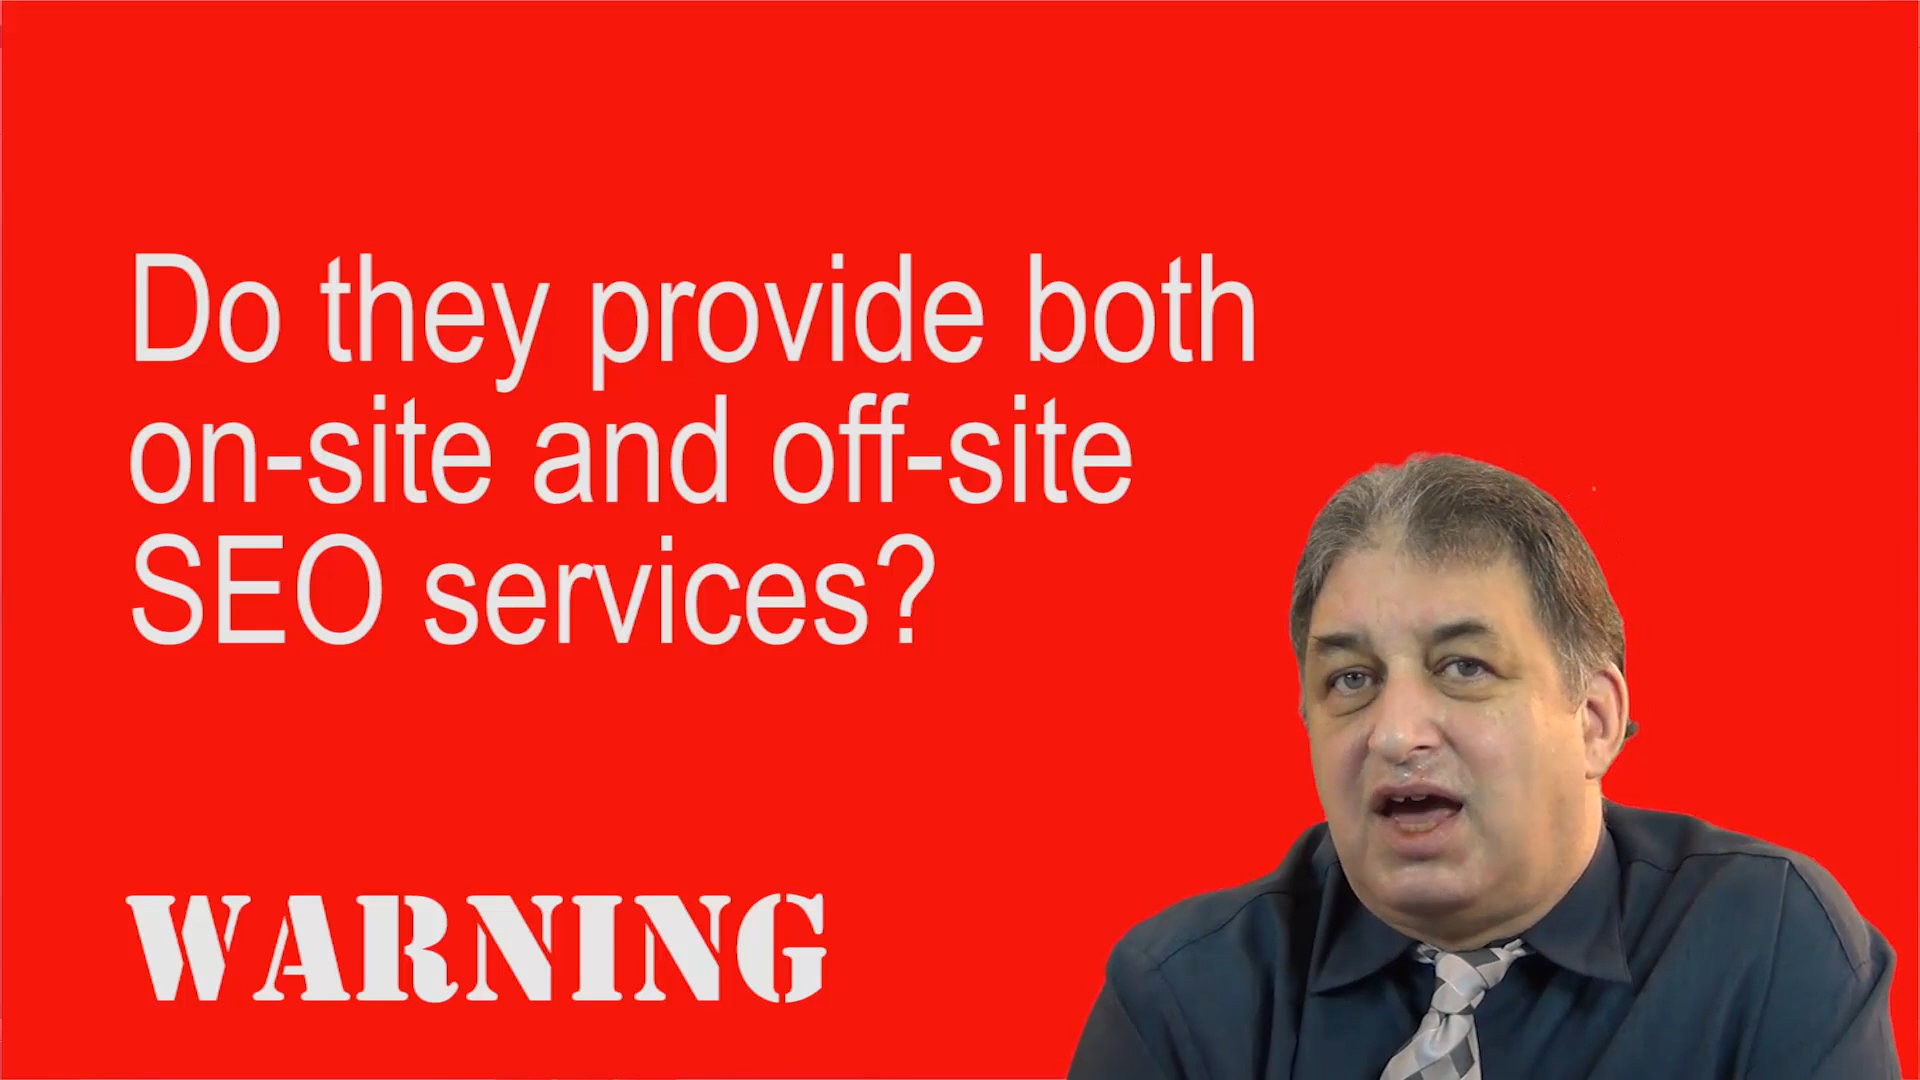 Do they provide both
on-site and off-site
SEO services?
WARNING